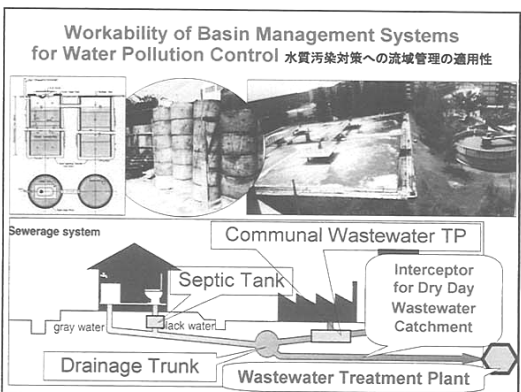 Workability of Basin Management Systems
for Water Pollution Control 水質汚染対策への流域管理の適用性
Sewerage system
Communal Wastewater TP
Septic Tank
Interceptor
for Dry Day
Wastewater
Catchment
gray water
lack water
Drainage Trunk
Wastewater Treatment Plant